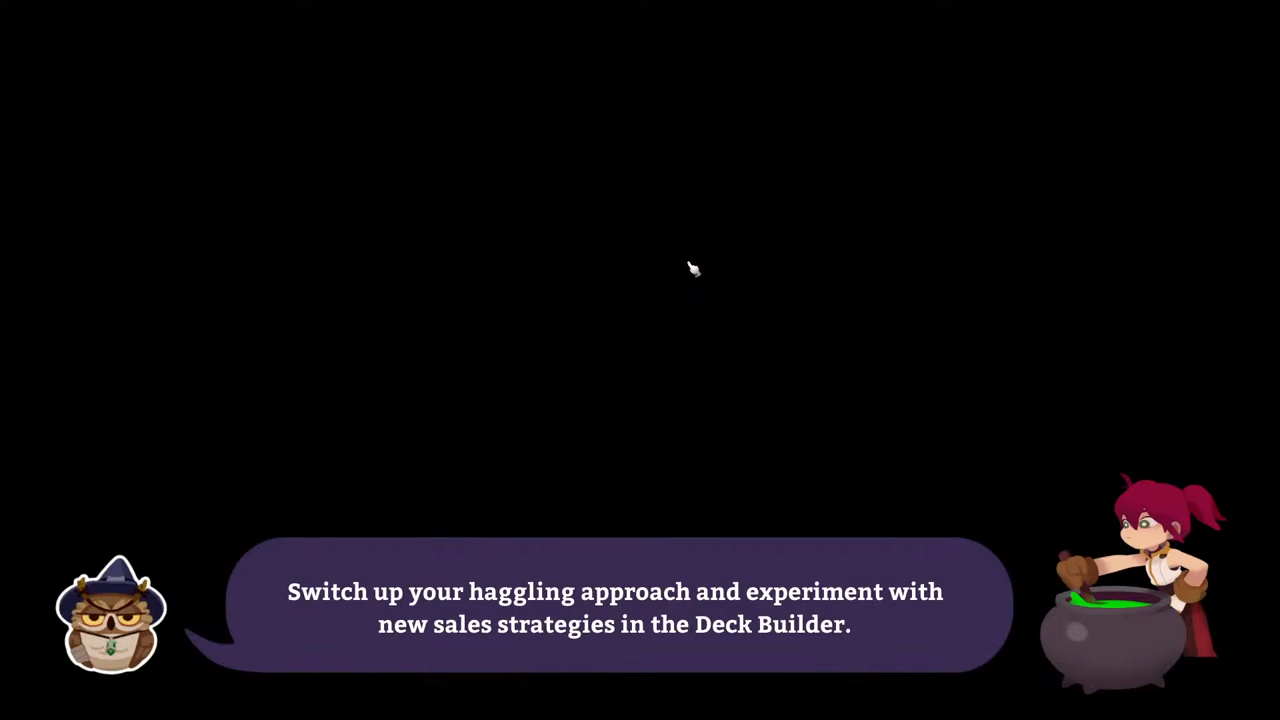 Switch up your haggling approach and experiment with
new sales strategies in the Deck Builder.